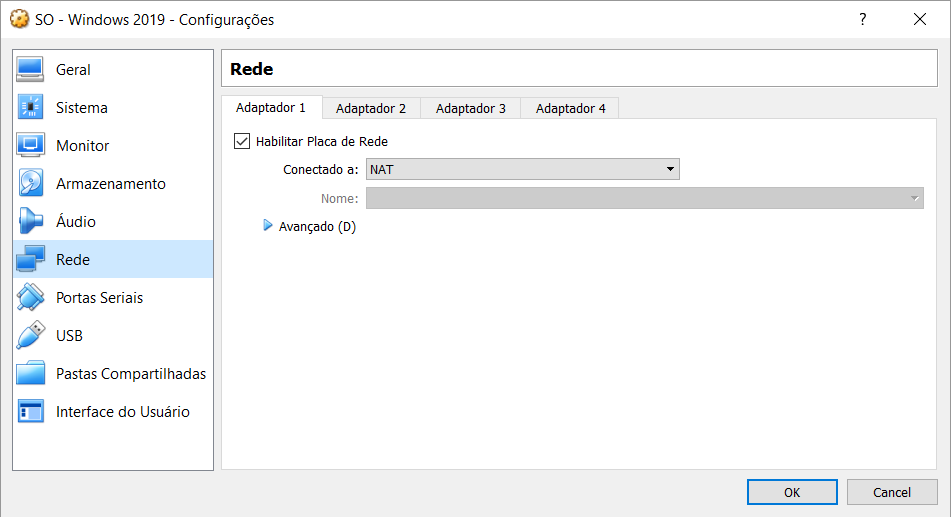 SO - Windows 2019 - Configurações
?
Geral
Sistema
Monitor
Armazenamento
Áudio
Rede
Portas Seriais
USB
Pastas Compartilhadas
Interface do Usuário
Rede
Adaptador 1 Adaptador 2 Adaptador 3 Adaptador 4
Habilitar Placa de Rede
Conectado a: NAT
Nome:
Avançado (D)
OK Cancel